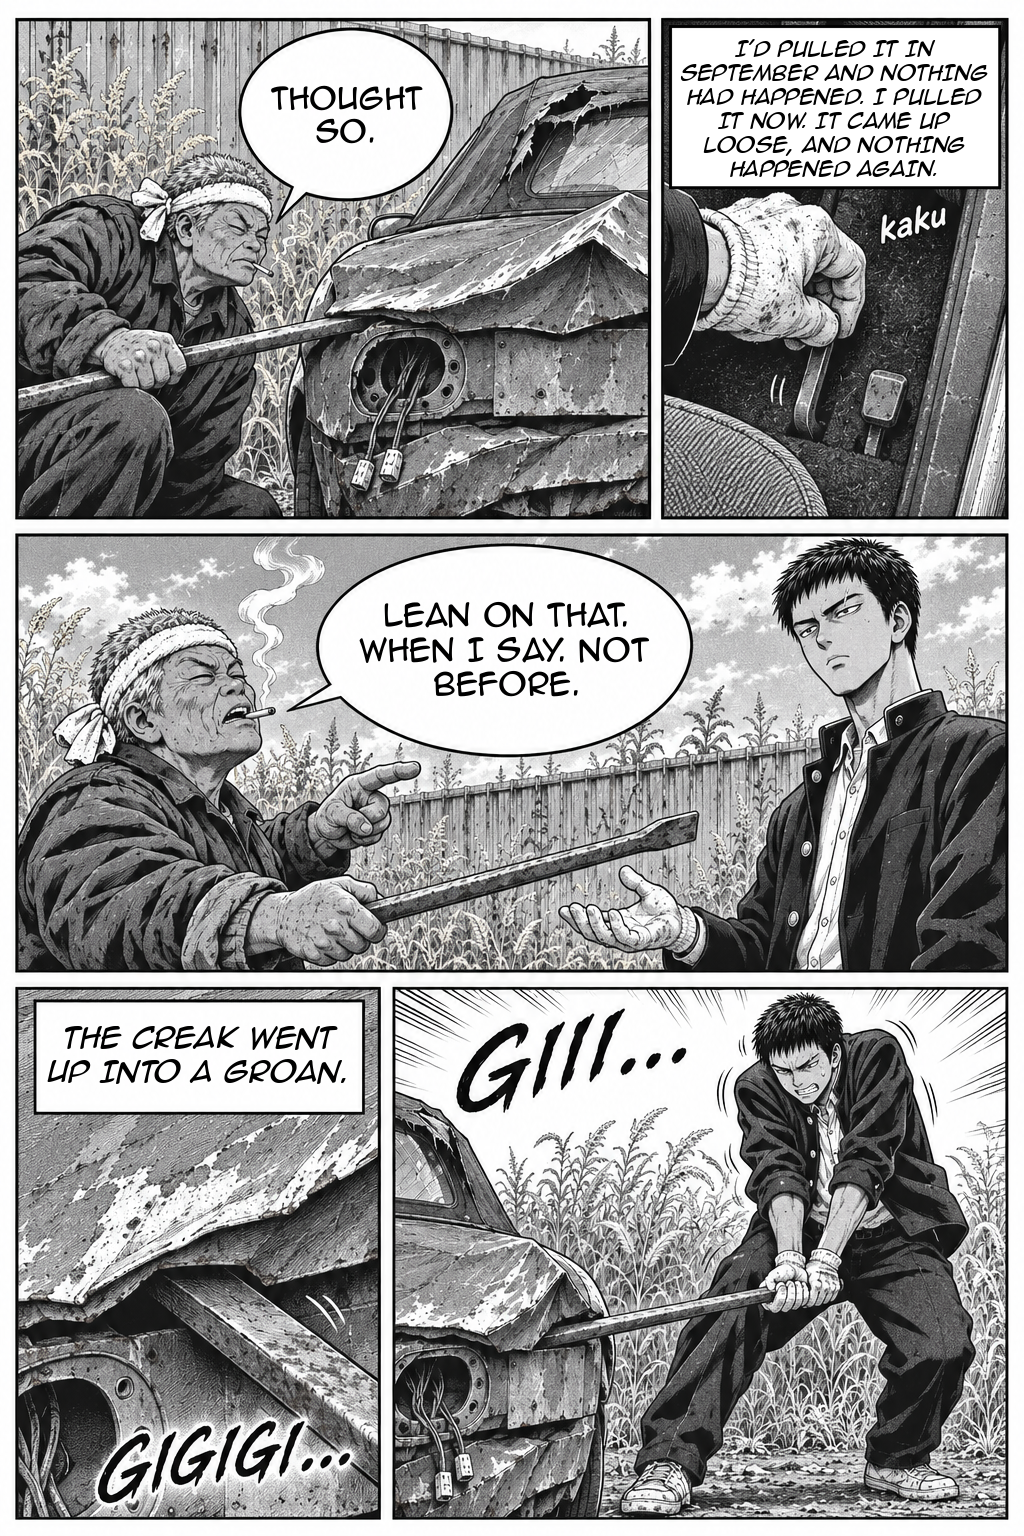 THOUGHT
SO.
I'D PULLED IT IN
SEPTEMBER AND NOTHING
HAD HAPPENED. I PULLED
IT NOW. IT CAME UP
LOOSE, AND NOTHING
HAPPENED AGAIN.
kaku
LEAN ON THAT.
WHEN I SAY. NOT
BEFORE.
THE CREAK WENT
UP INTO A GROAN.
GIGIGI...
GIII...